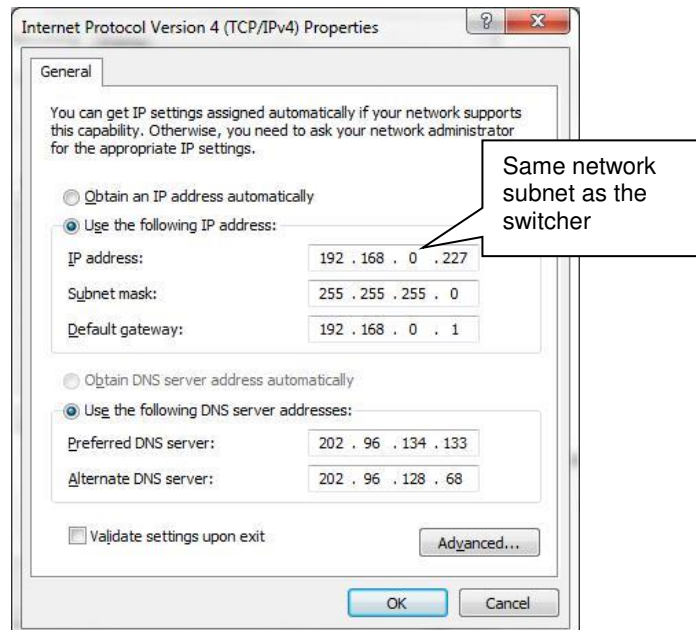 Internet Protocol Version 4 (TCP/IPv4) Properties
General
You can get IP settings assigned automatically if your network supports
this capability. Otherwise, you need to ask your network administrator
for the appropriate IP settings.
Obtain an IP address automatically
Use the following IP address:
IP address: 192 . 168 . 0 . 227
Subnet mask: 255 . 255 . 255 . 0
Default gateway: 192 . 168 . 0 . 1
Obtain DNS server address automatically
Use the following DNS server addresses:
Preferred DNS server: 202 . 96 . 134 . 133
Alternate DNS server: 202 . 96 . 128 . 68
Validate settings upon exit
Advanced...
OK Cancel
Same network
subnet as the
switcher